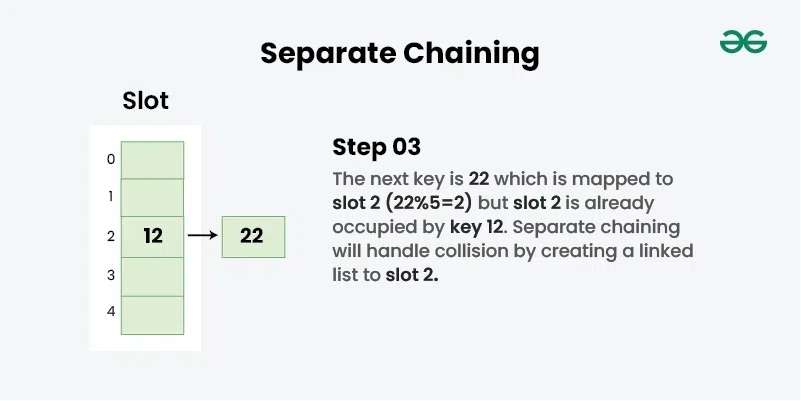 Separate Chaining
Slot
0
1
2
3
4
12
22
Step 03
The next key is 22 which is mapped to
slot 2 (22%5=2) but slot 2 is already
occupied by key 12. Separate chaining
will handle collision by creating a linked
list to slot 2.